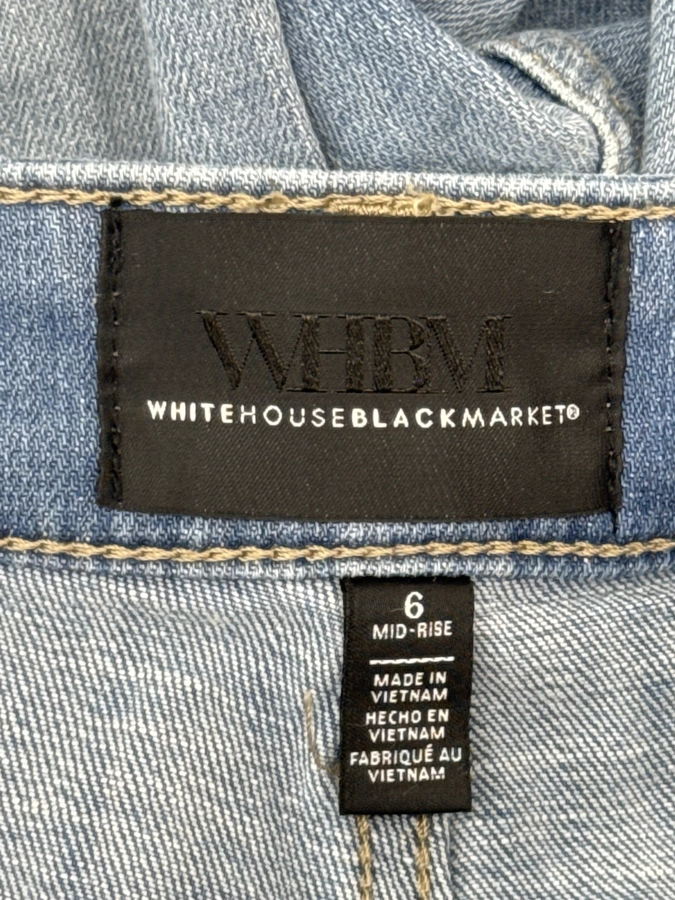 WHBM
WHITEHOUSEBLACKMARKET®
6
MID-RISE
MADE IN
VIETNAM
HECHO EN
VIETNAM
FABRIQUÉ AU
VIETNAM